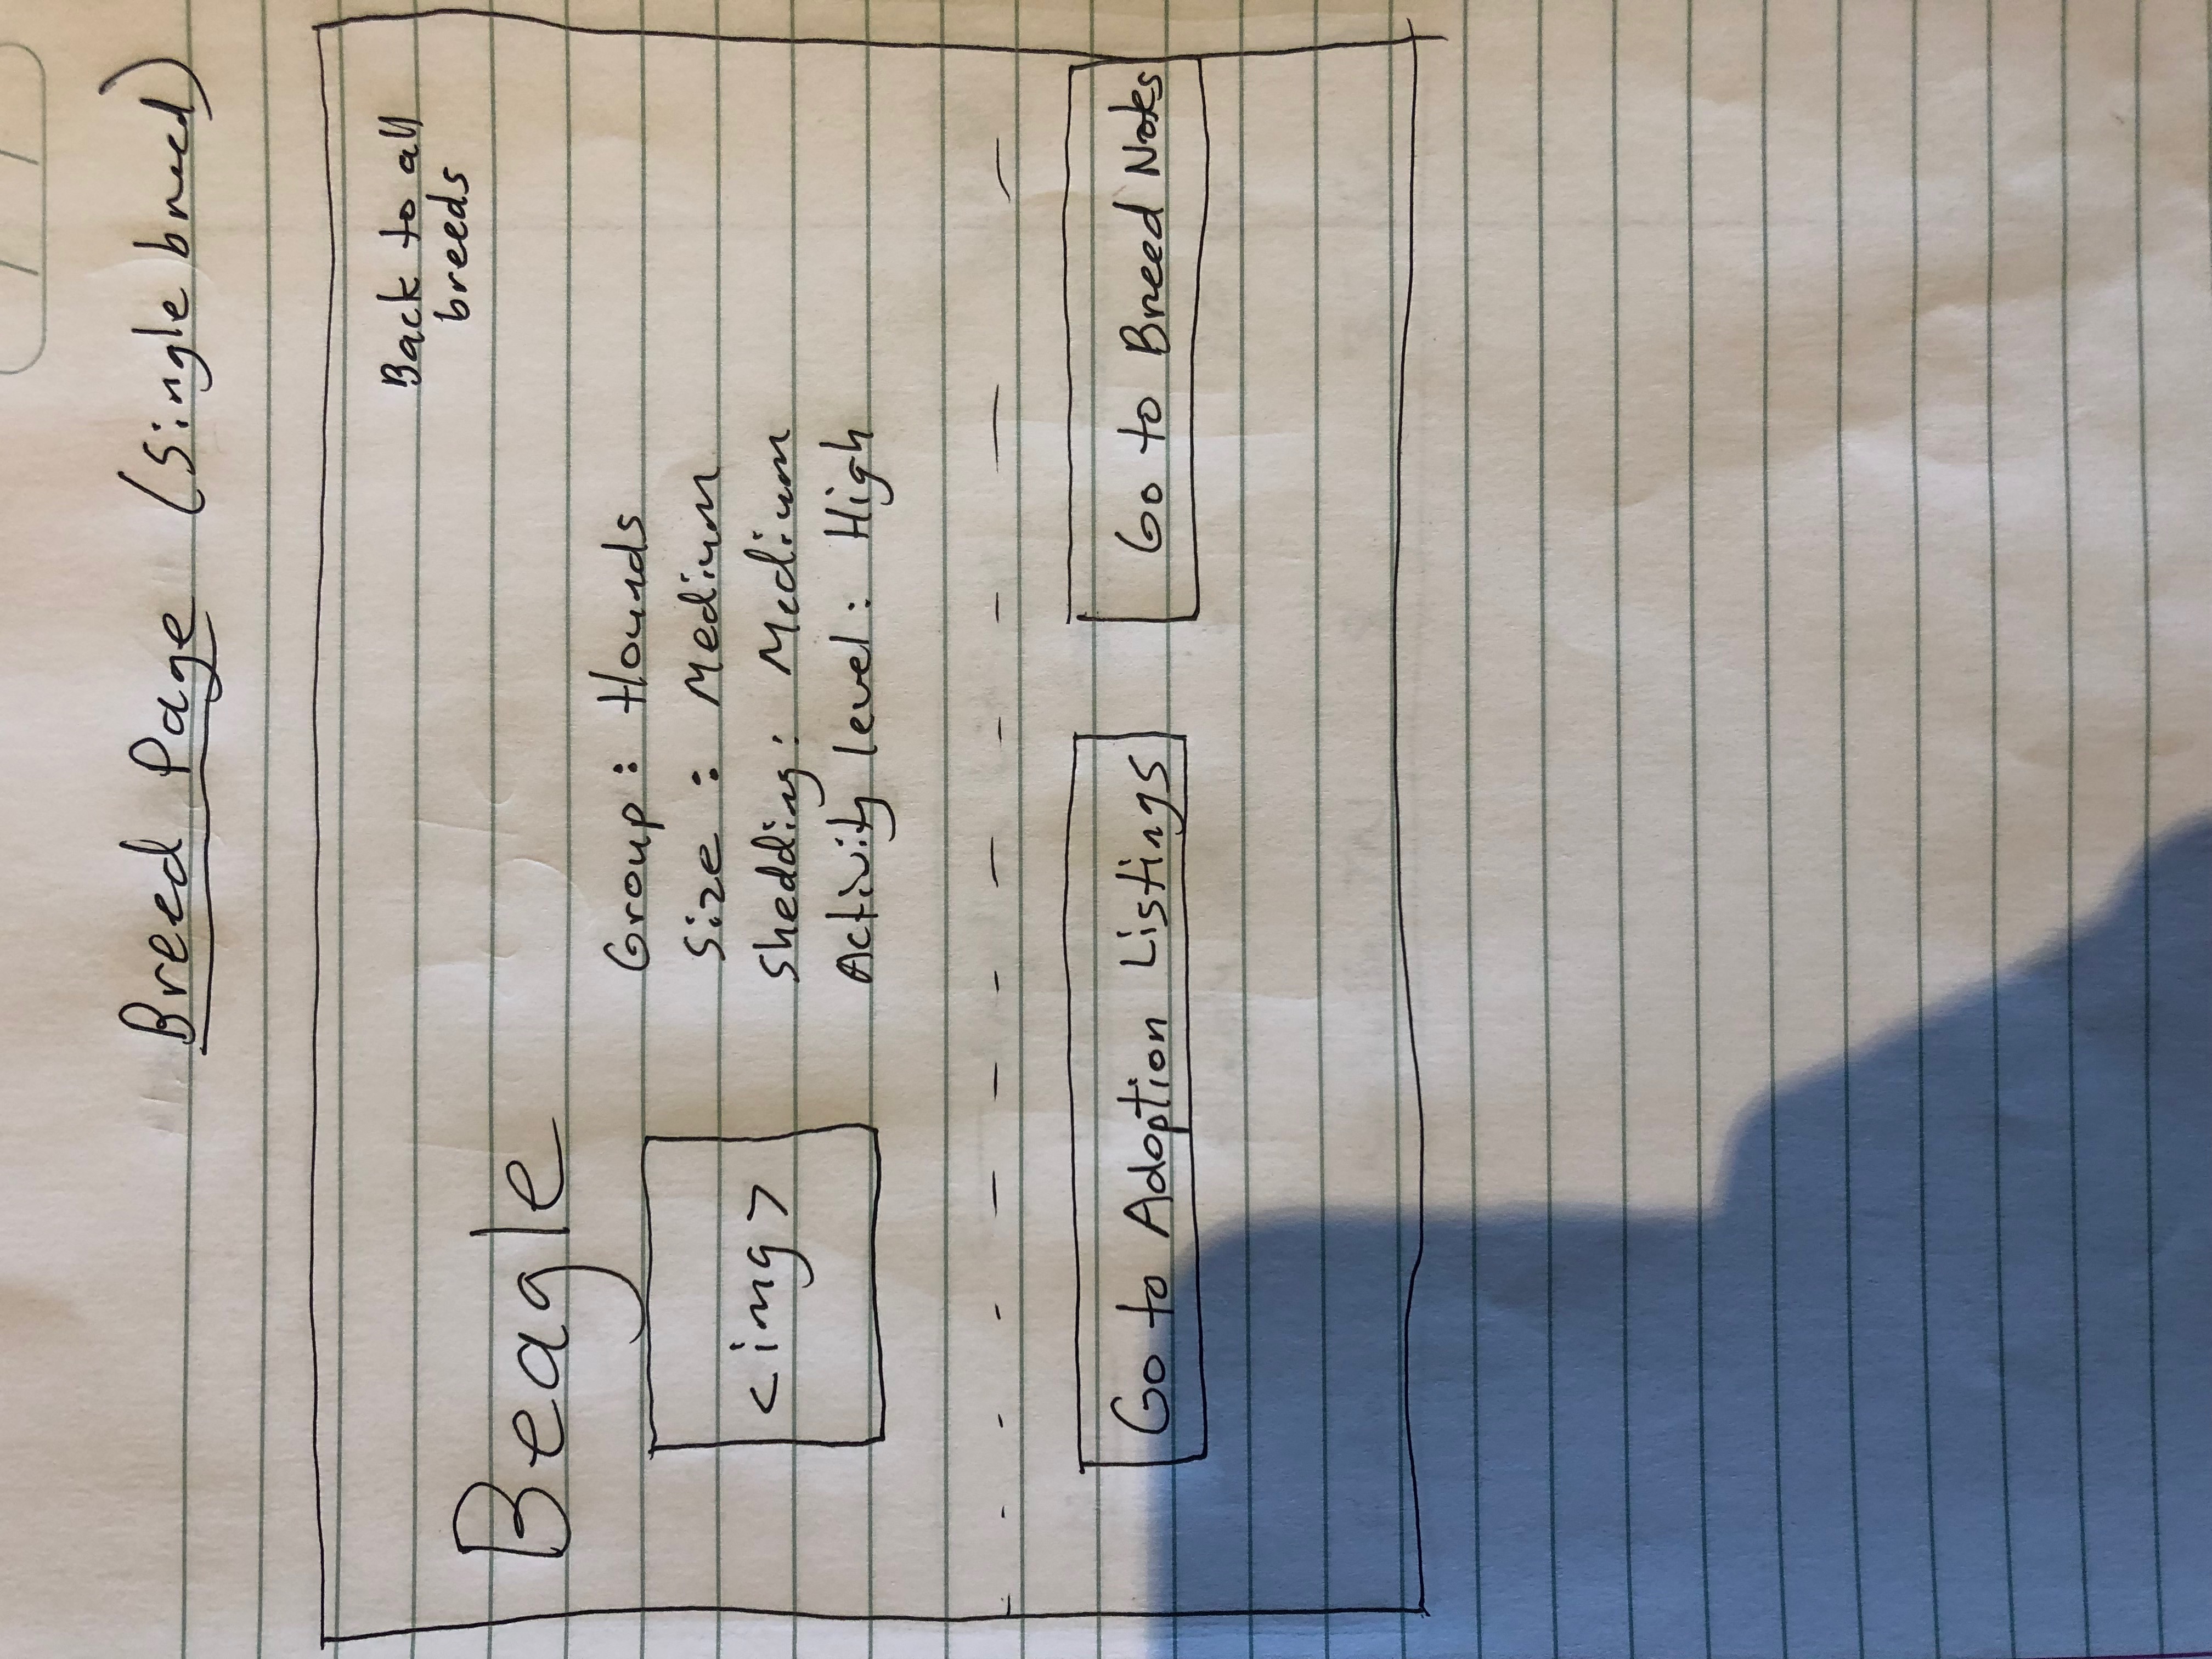 Breed Page (Single breed)
Back to all
breeds
Beagle
<img>
Group: Hounds
Size: Medium
Shedding: Medium
Activity level: High
Go to Adoption Listings
Go to Breed Notes